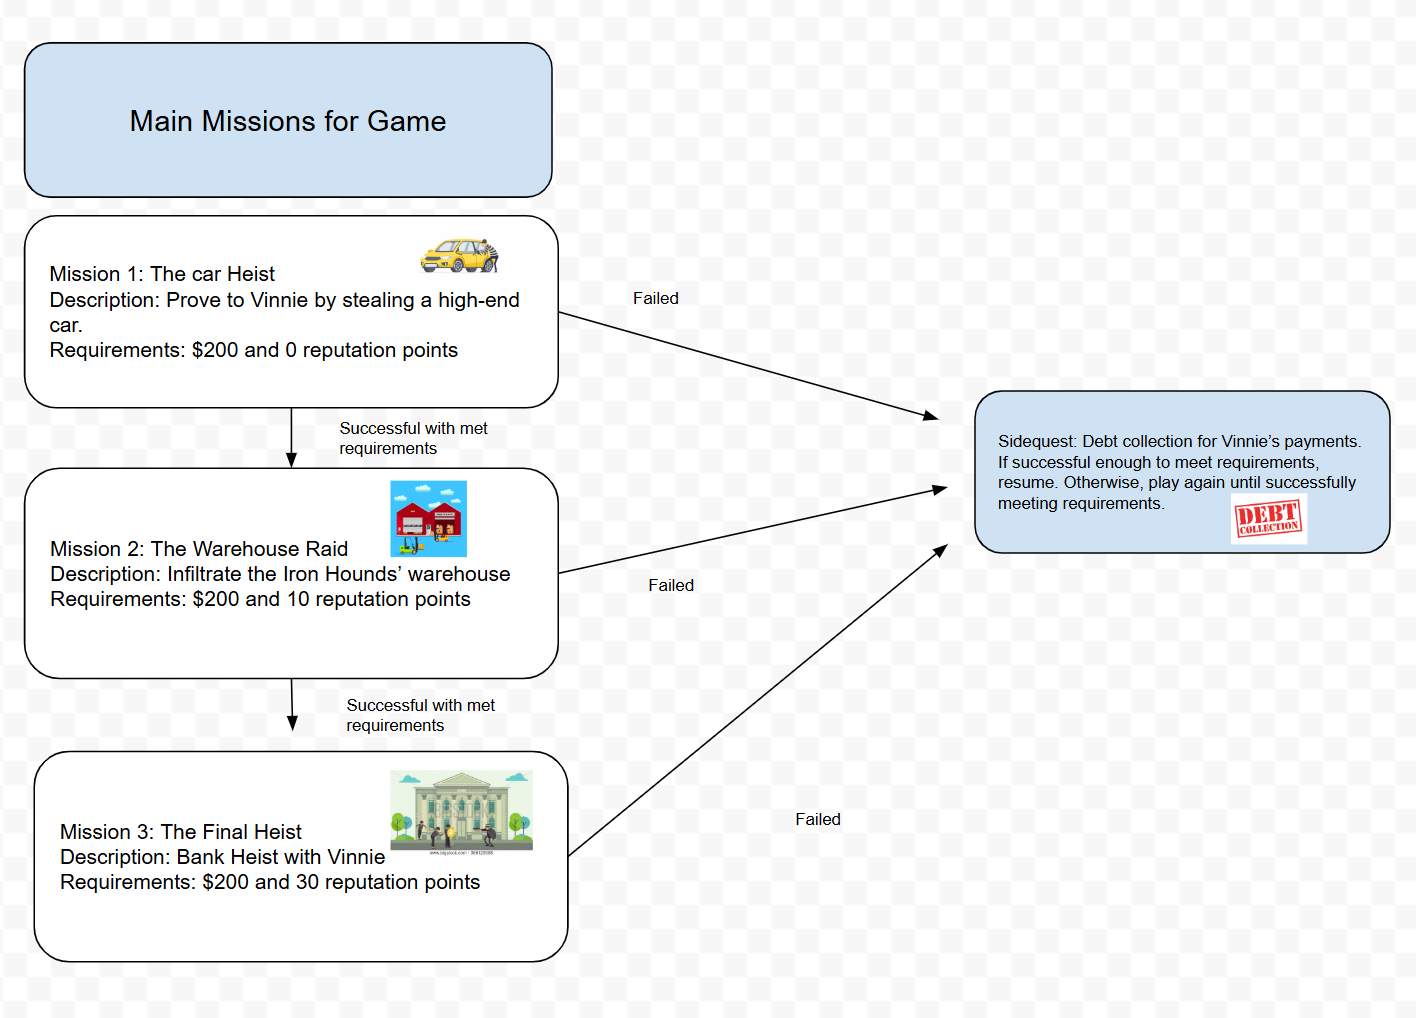 Main Missions for Game
Mission 1: The car Heist
Description: Prove to Vinnie by stealing a high-end
car.
Requirements: $200 and 0 reputation points
Failed
Successful with met
requirements
Sidequest: Debt collection for Vinnie’s payments.
If successful enough to meet requirements,
resume. Otherwise, play again until successfully
meeting requirements.
DEBT
COLLECTION
Mission 2: The Warehouse Raid
Description: Infiltrate the Iron Hounds’ warehouse
Requirements: $200 and 10 reputation points
Failed
Successful with met
requirements
Mission 3: The Final Heist
Description: Bank Heist with Vinnie
Requirements: $200 and 30 reputation points
Failed